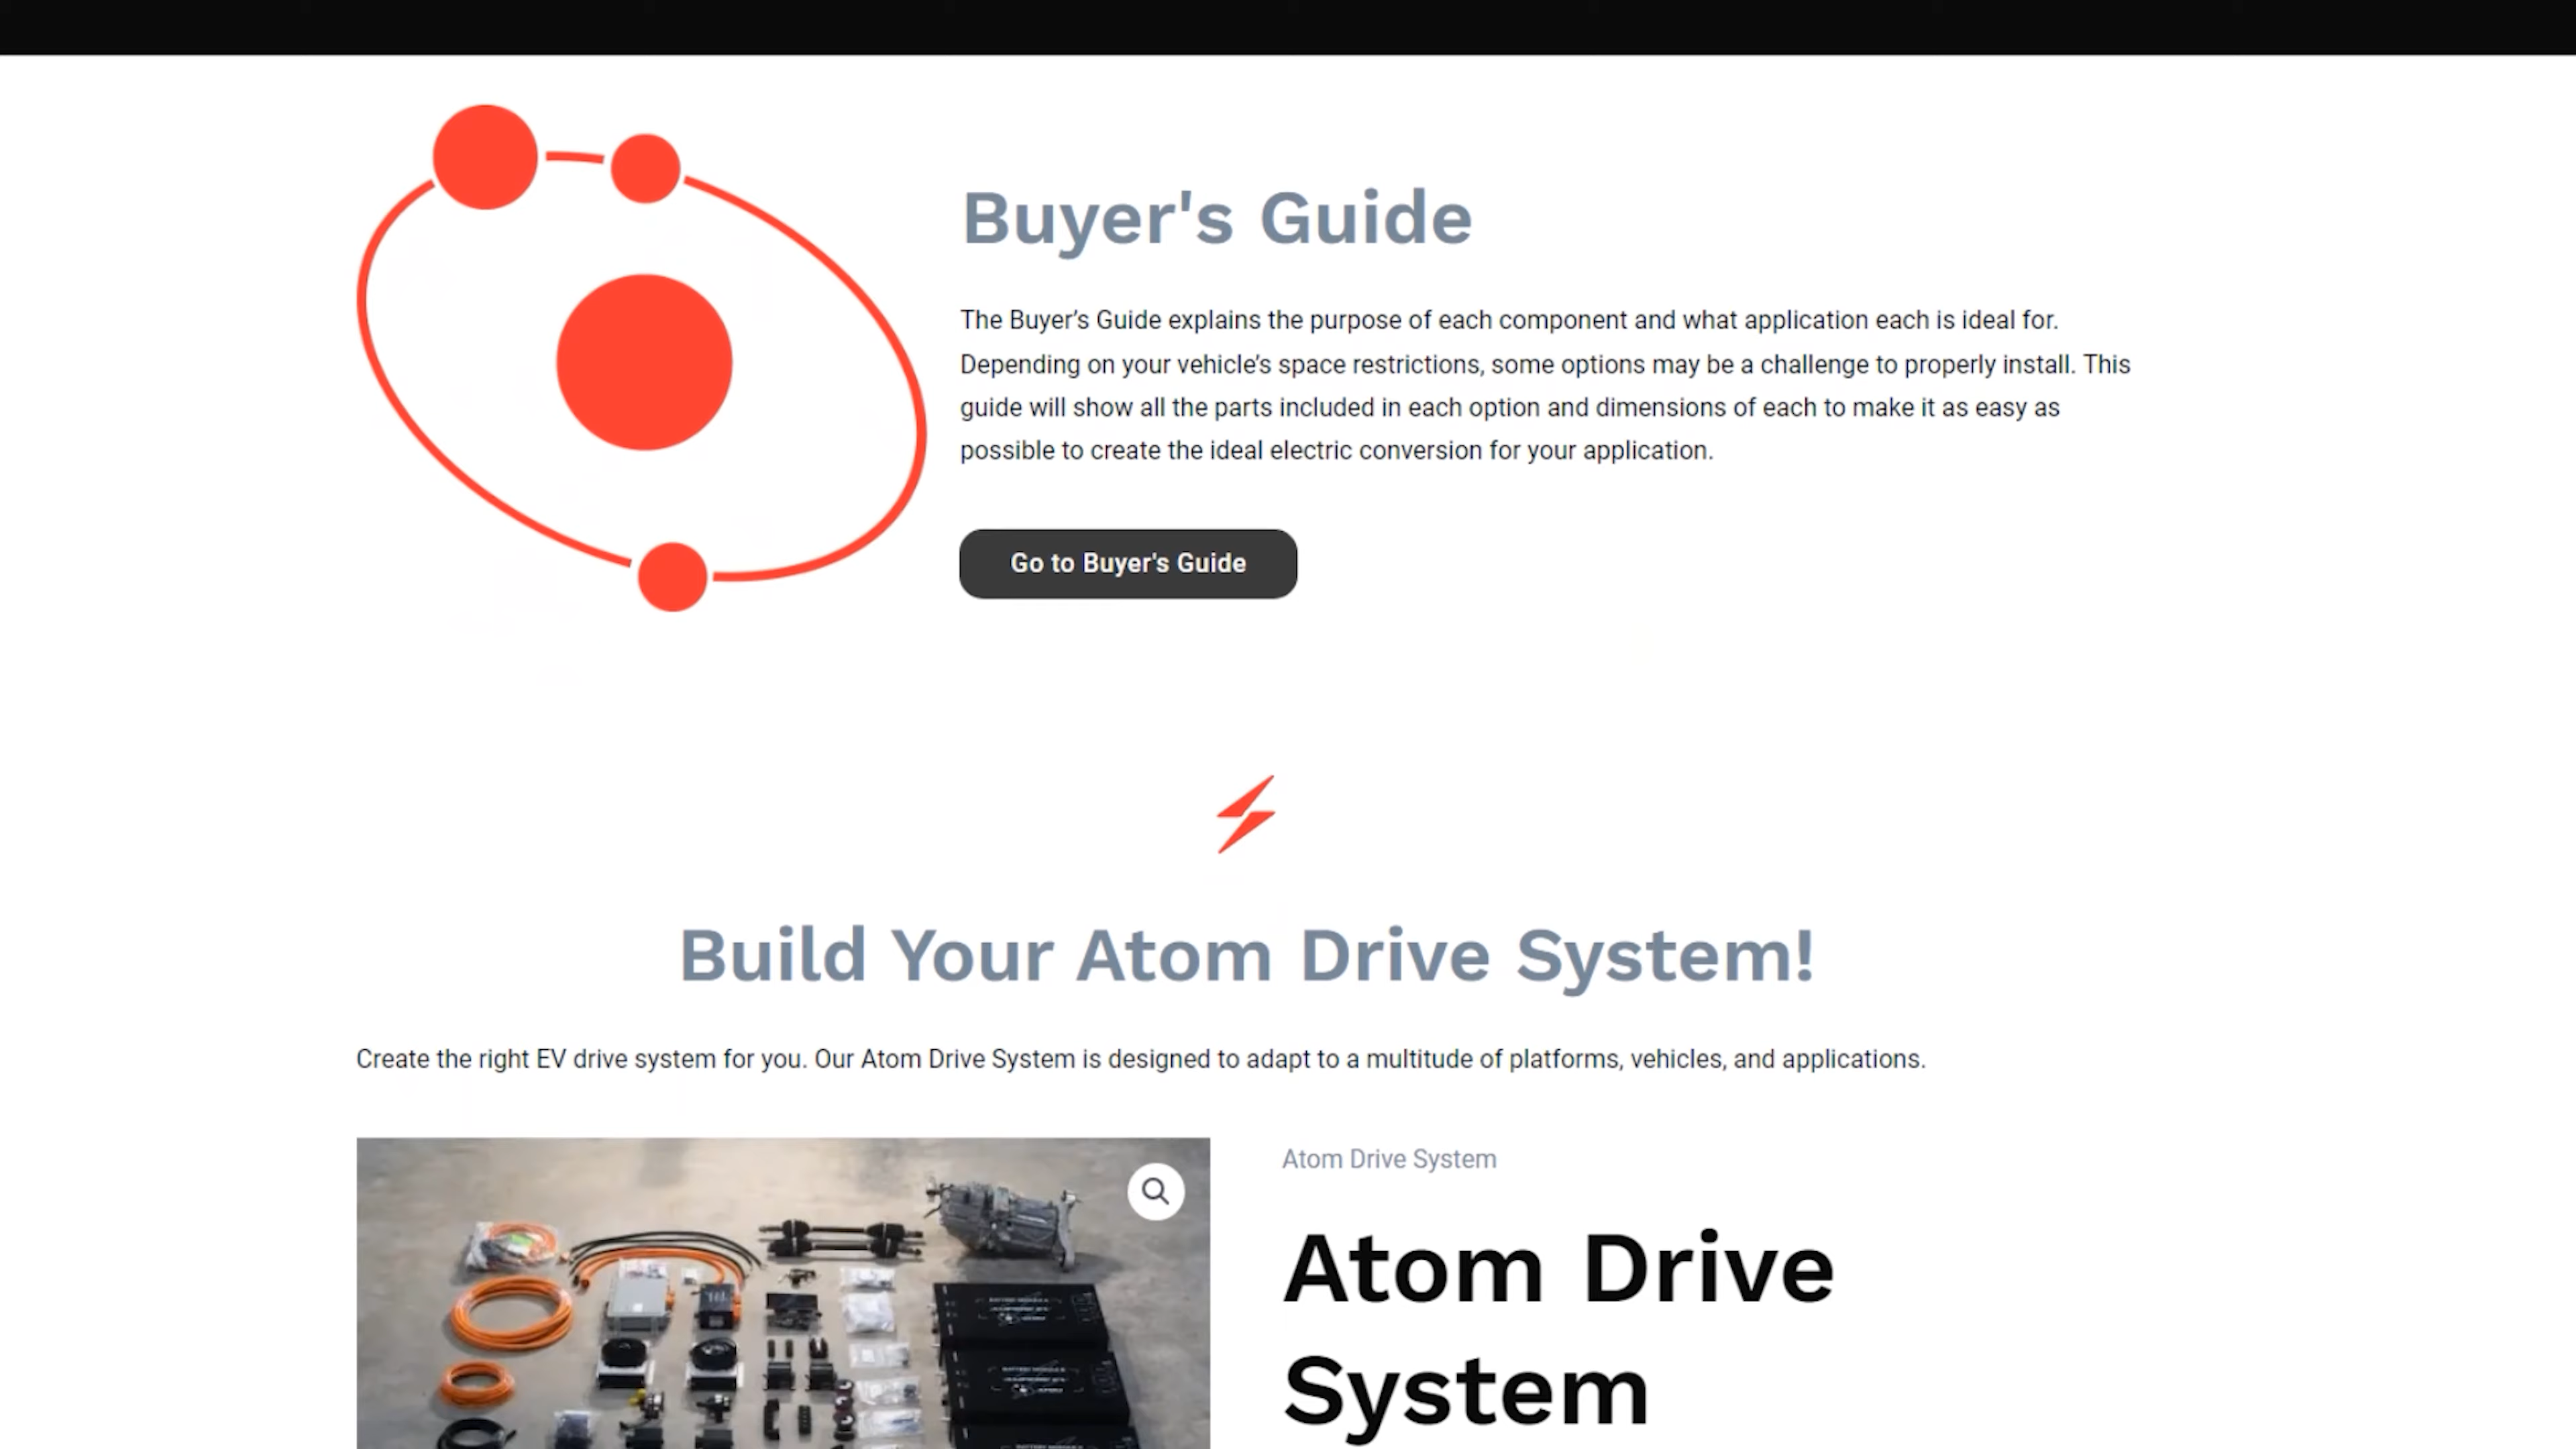 Buyer's Guide
The Buyer’s Guide explains the purpose of each component and what application each is ideal for.
Depending on your vehicle’s space restrictions, some options may be a challenge to properly install. This
guide will show all the parts included in each option and dimensions of each to make it as easy as
possible to create the ideal electric conversion for your application.
Go to Buyer's Guide
Build Your Atom Drive System!
Create the right EV drive system for you. Our Atom Drive System is designed to adapt to a multitude of platforms, vehicles, and applications.
Atom Drive System
Atom Drive
System